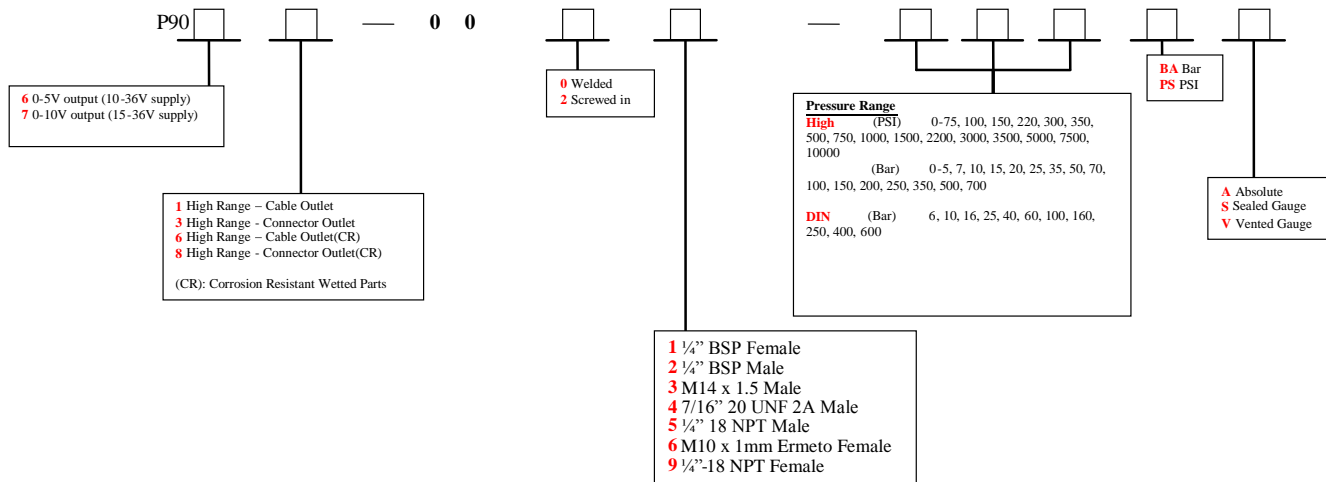 P90 — 0 0 —
6 0-5V output (10-36V supply)
7 0-10V output (15-36V supply)
1 High Range – Cable Outlet
3 High Range - Connector Outlet
6 High Range – Cable Outlet(CR)
8 High Range - Connector Outlet(CR)
(CR): Corrosion Resistant Wetted Parts
0 Welded
2 Screwed in
1 ¼” BSP Female
2 ¼” BSP Male
3 M14 x 1.5 Male
4 7/16” 20 UNF 2A Male
5 ¼” 18 NPT Male
6 M10 x 1mm Ermeto Female
9 ¼”-18 NPT Female
Pressure Range
High (PSI) 0-75, 100, 150, 220, 300, 350,
500, 750, 1000, 1500, 2200, 3000, 3500, 5000, 7500,
10000
(Bar) 0-5, 7, 10, 15, 20, 25, 35, 50, 70,
100, 150, 200, 250, 350, 500, 700
DIN (Bar) 6, 10, 16, 25, 40, 60, 100, 160,
250, 400, 600
BA Bar
PS PSI
A Absolute
S Sealed Gauge
V Vented Gauge